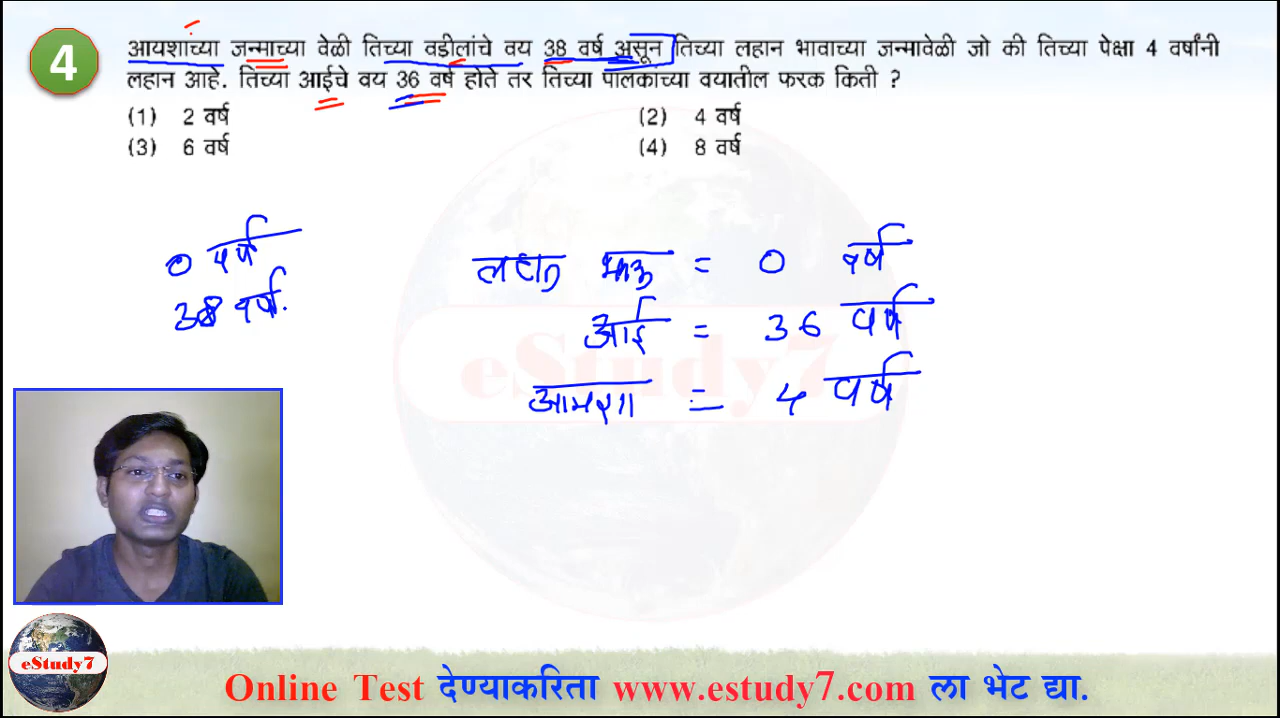 4
आयशांच्या जन्माच्या वेळी तिच्या वडीलांचे वय 38 वर्ष असून तिच्या लहान भावाच्या जन्मावेळी जो की तिच्या पेक्षा 4 वर्षांनी
लहान आहे. तिच्या आईचे वय 36 वर्षे होते तर तिच्या पालकाच्या वयातील फरक किती ?
(1) 2 वर्ष (2) 4 वर्ष
(3) 6 वर्ष (4) 8 वर्ष
0 वर्ष
38 वर्ष.
लहान भाऊ = 0 वर्ष
आई = 36 वर्ष
आयशा = 4 वर्ष
eStudy7
eStudy7
Online Test देण्याकरिता www.estudy7.com ला भेट द्या.